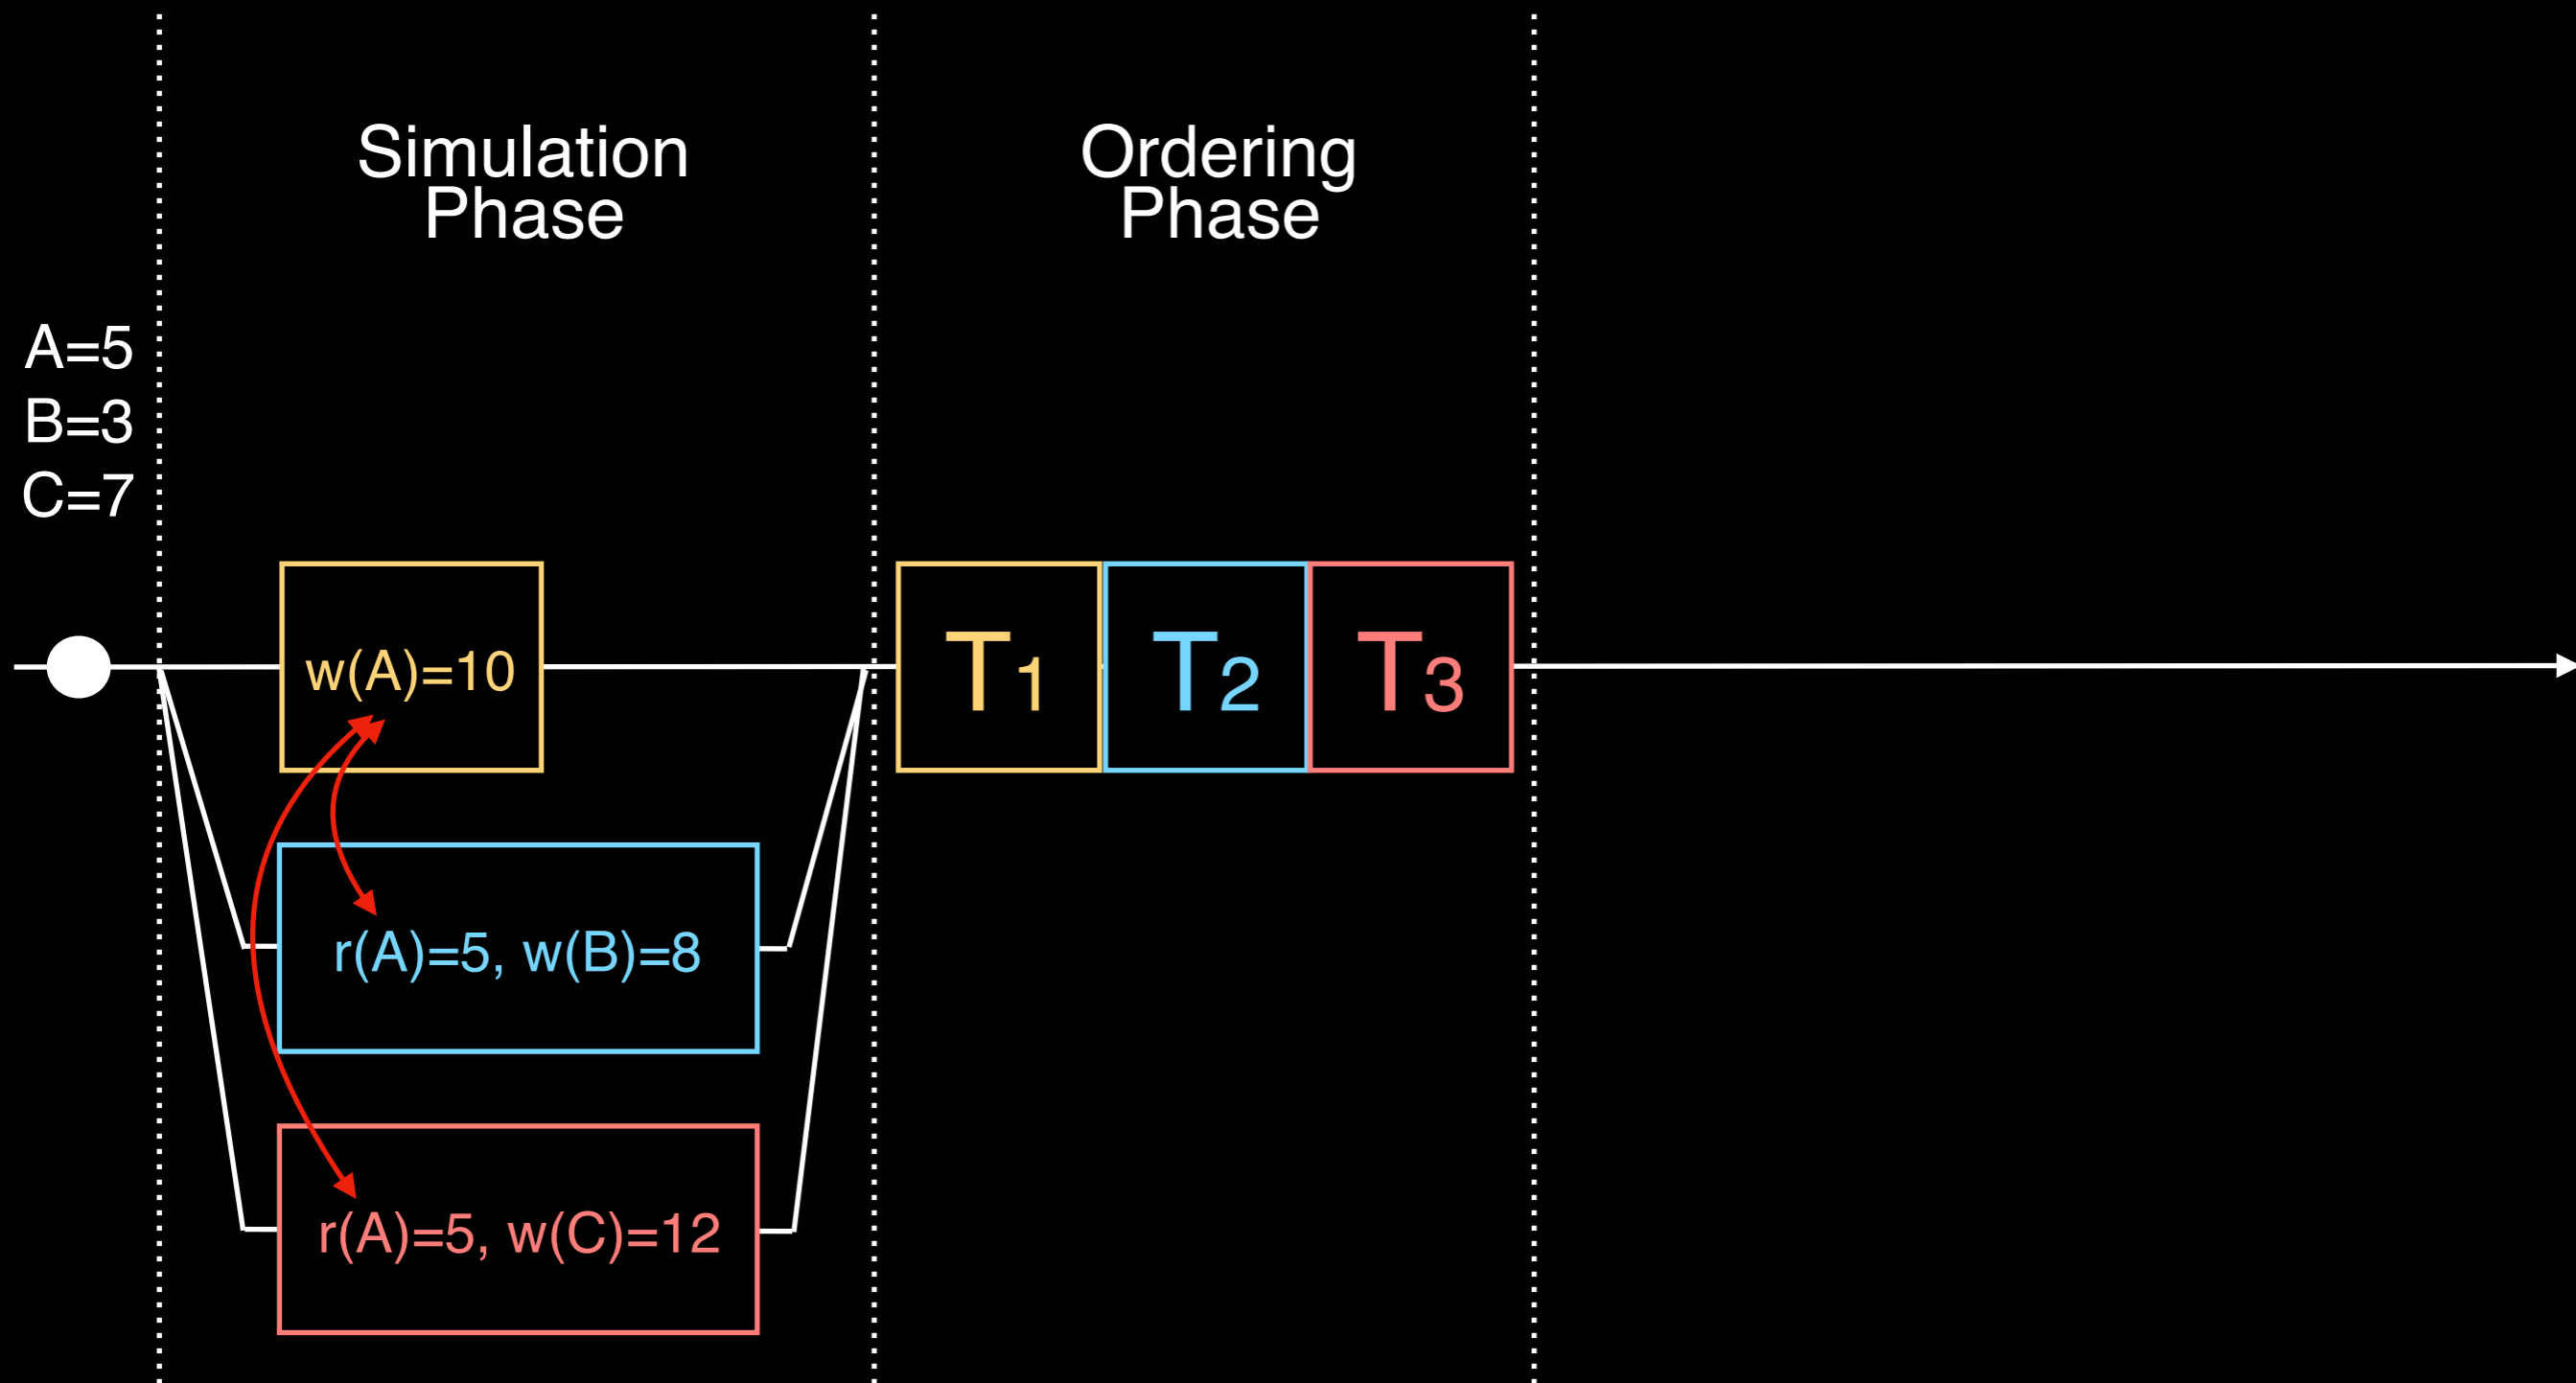 Simulation
Phase
Ordering
Phase
A=5
B=3
C=7
w(A)=10
T1
T2
T3
r(A)=5, w(B)=8
r(A)=5, w(C)=12